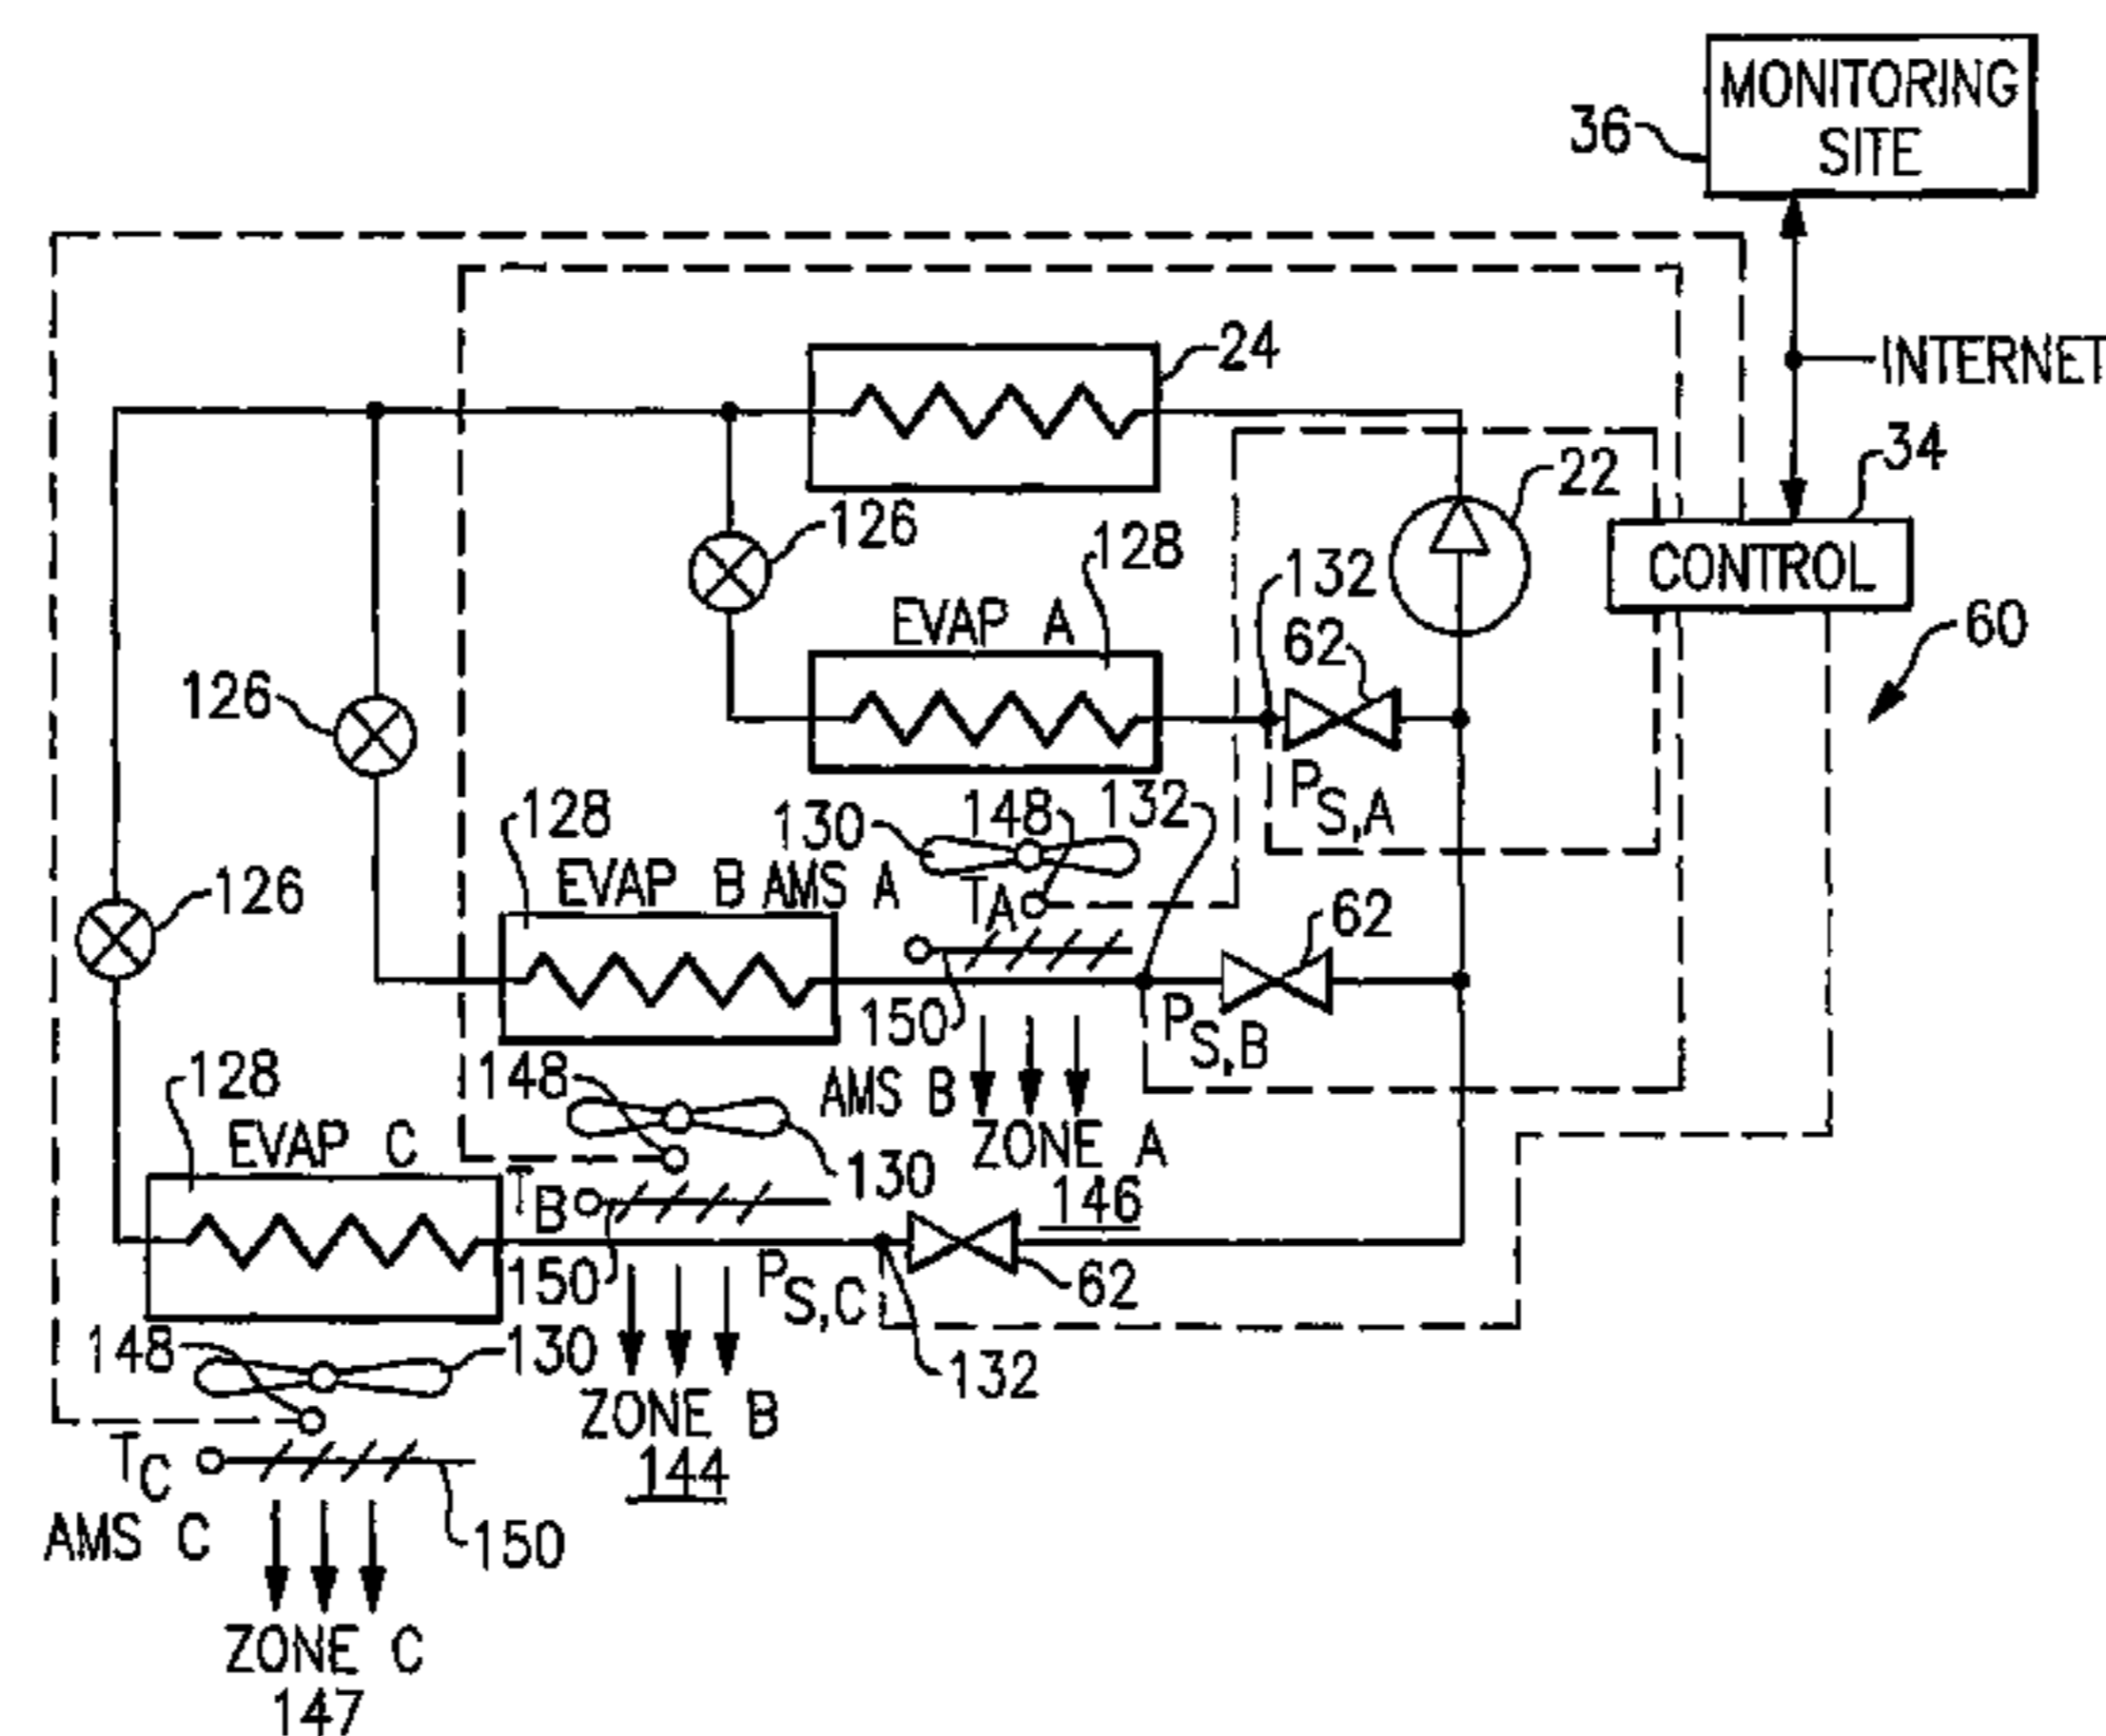 MONITORING
SITE
36
INTERNET
24
34
22
CONTROL
126
128
132
EVAP A
62
60
126
P S,A
128
130
148
132
EVAP B
AMS A
T A
62
126
150
P S,B
128
148
AMS B
EVAP C
130
ZONE A
146
T B
150
P S,C
62
148
130
132
ZONE B
144
T C
AMS C
150
ZONE C
147